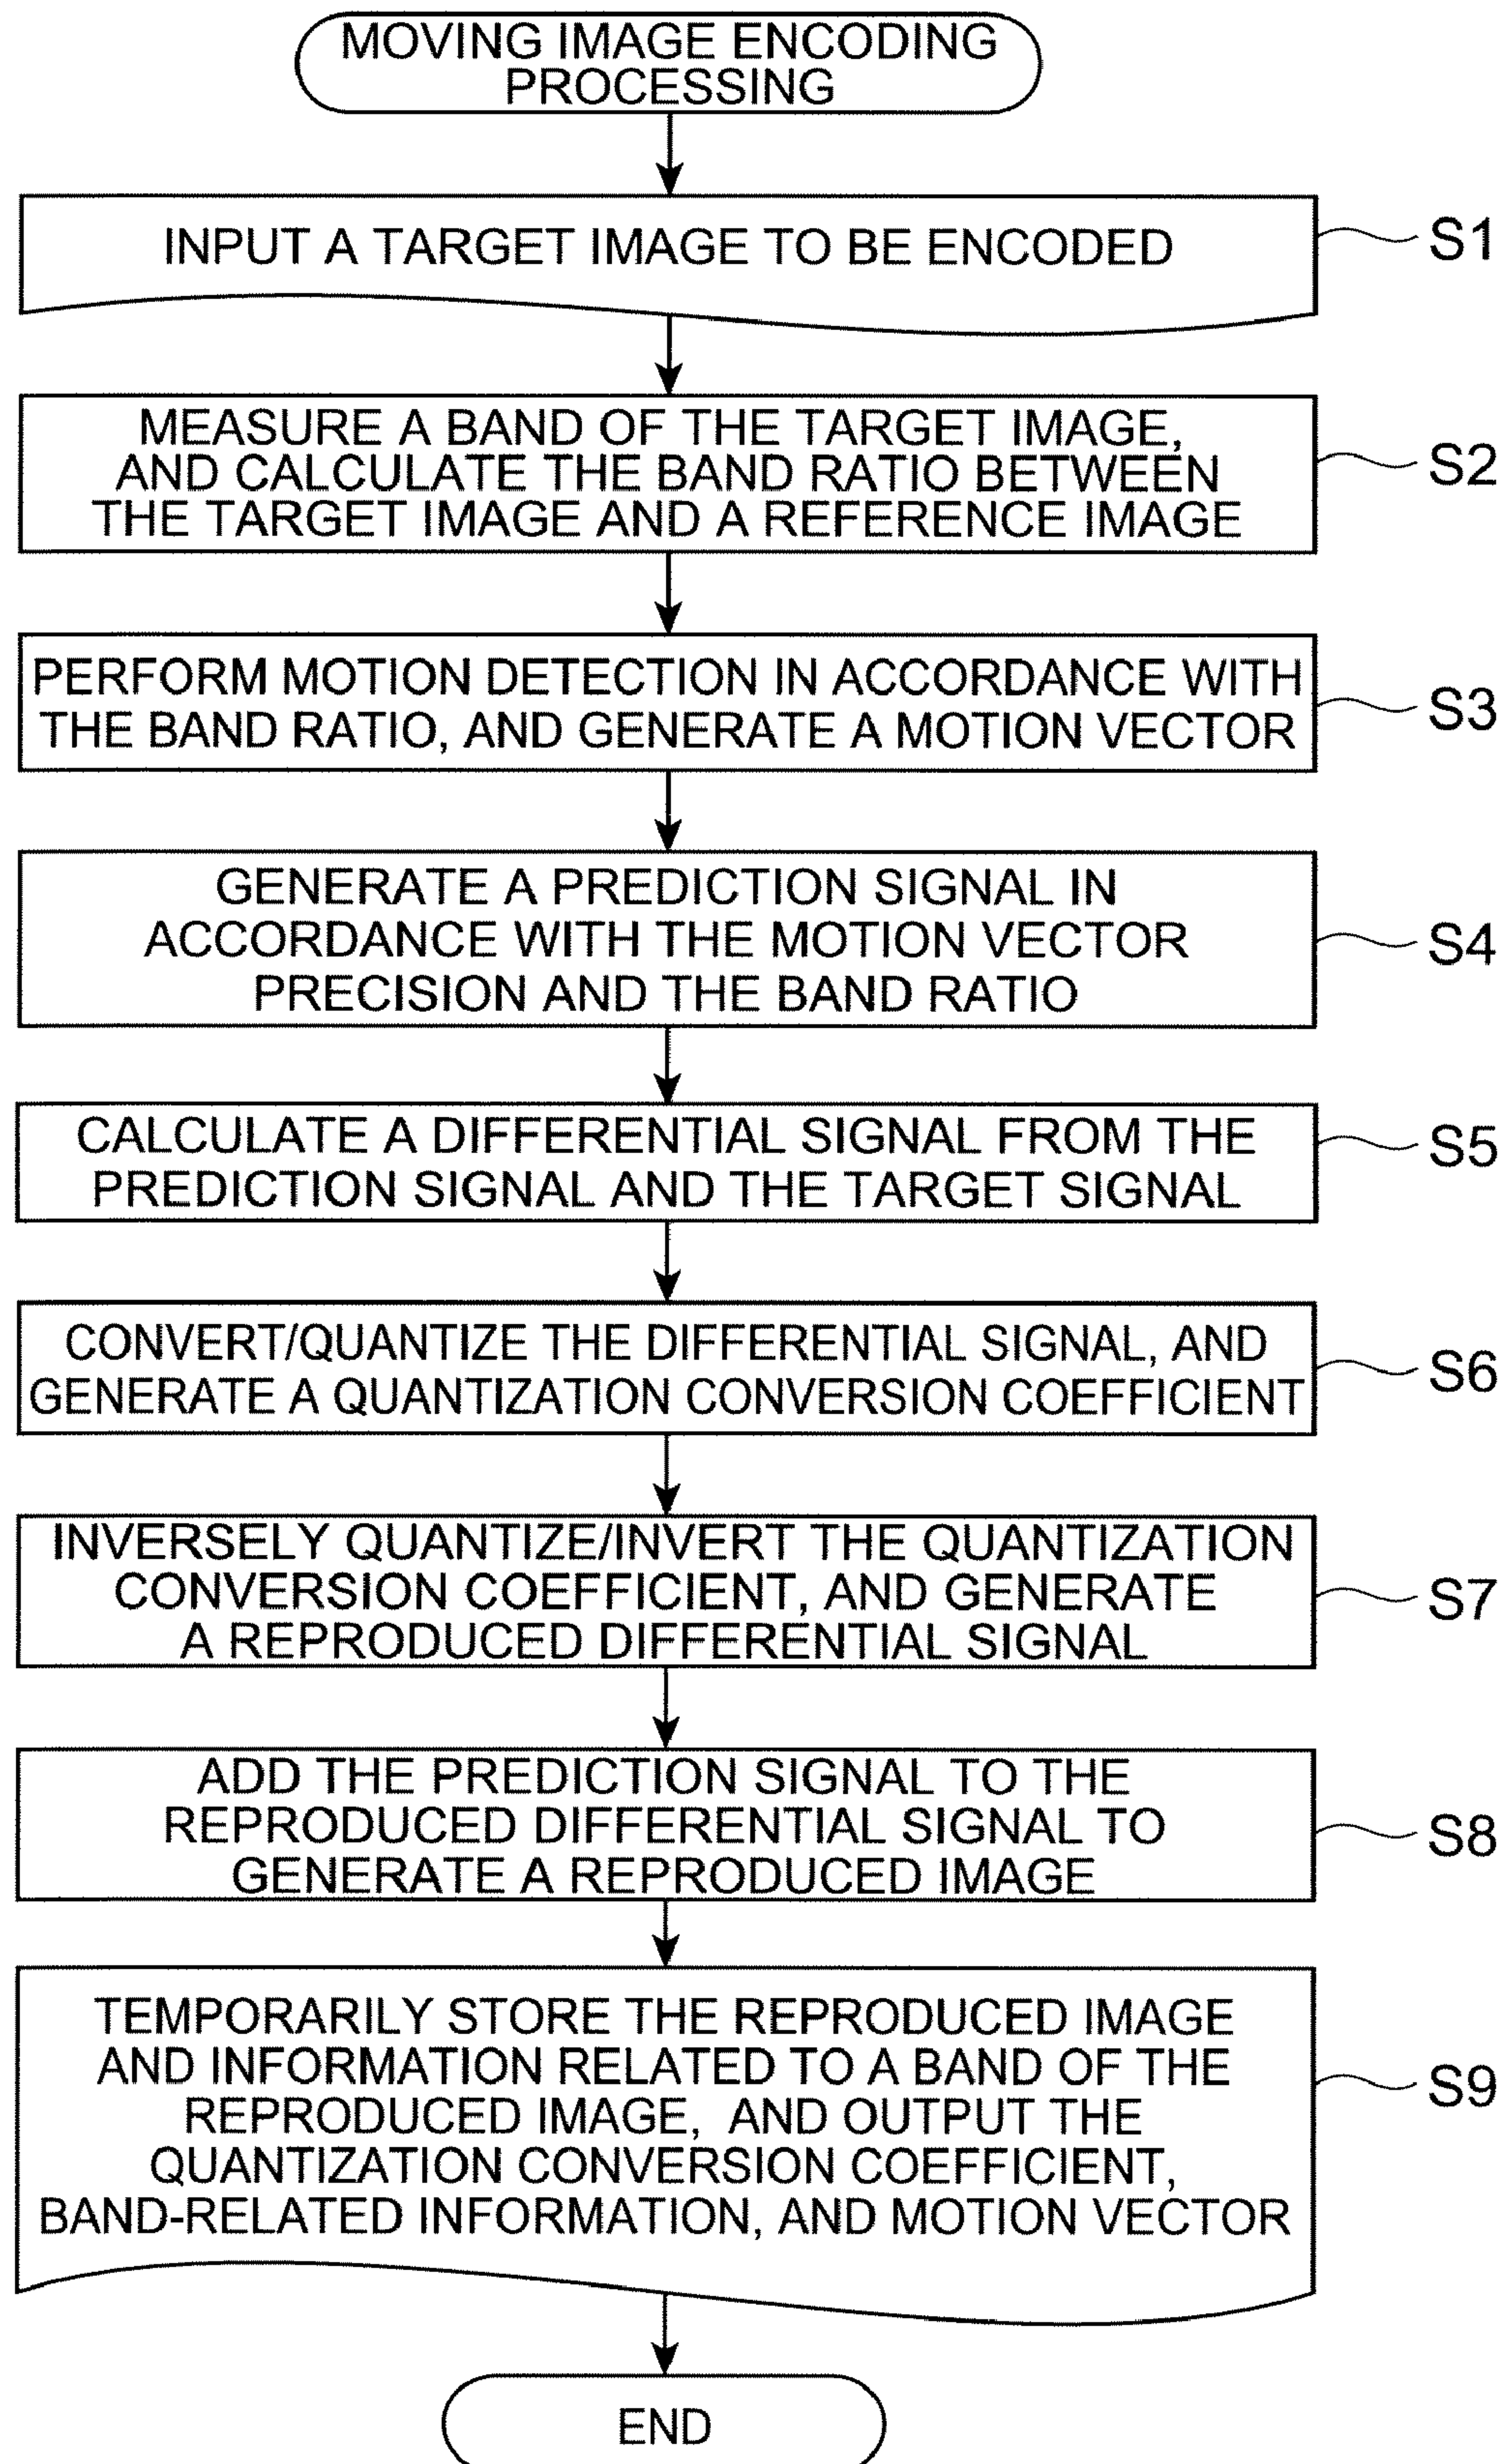 MOVING IMAGE ENCODING
PROCESSING
INPUT A TARGET IMAGE TO BE ENCODED
S1
MEASURE A BAND OF THE TARGET IMAGE,
AND CALCULATE THE BAND RATIO BETWEEN
THE TARGET IMAGE AND A REFERENCE IMAGE
S2
PERFORM MOTION DETECTION IN ACCORDANCE WITH
THE BAND RATIO, AND GENERATE A MOTION VECTOR
S3
GENERATE A PREDICTION SIGNAL IN
ACCORDANCE WITH THE MOTION VECTOR
PRECISION AND THE BAND RATIO
S4
CALCULATE A DIFFERENTIAL SIGNAL FROM THE
PREDICTION SIGNAL AND THE TARGET SIGNAL
S5
CONVERT/QUANTIZE THE DIFFERENTIAL SIGNAL, AND
GENERATE A QUANTIZATION CONVERSION COEFFICIENT
S6
INVERSELY QUANTIZE/INVERT THE QUANTIZATION
CONVERSION COEFFICIENT, AND GENERATE
A REPRODUCED DIFFERENTIAL SIGNAL
S7
ADD THE PREDICTION SIGNAL TO THE
REPRODUCED DIFFERENTIAL SIGNAL TO
GENERATE A REPRODUCED IMAGE
S8
TEMPORARILY STORE THE REPRODUCED IMAGE
AND INFORMATION RELATED TO A BAND OF THE
REPRODUCED IMAGE, AND OUTPUT THE
QUANTIZATION CONVERSION COEFFICIENT,
BAND-RELATED INFORMATION, AND MOTION VECTOR
S9
END